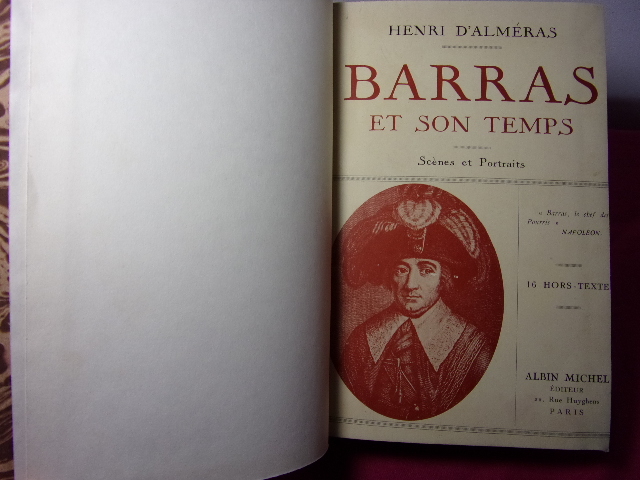 HENRI D'ALMÉRAS
BARRAS
ET SON TEMPS
Scènes et Portraits
« Barras, le chef des
Pourris »
NAPOLÉON.
16 HORS-TEXTE
ALBIN MICHEL
ÉDITEUR
22, Rue Huyghens
PARIS